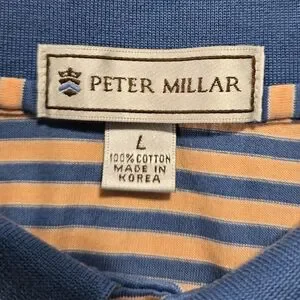 PETER MILLAR
L
100% COTTON
MADE IN
KOREA